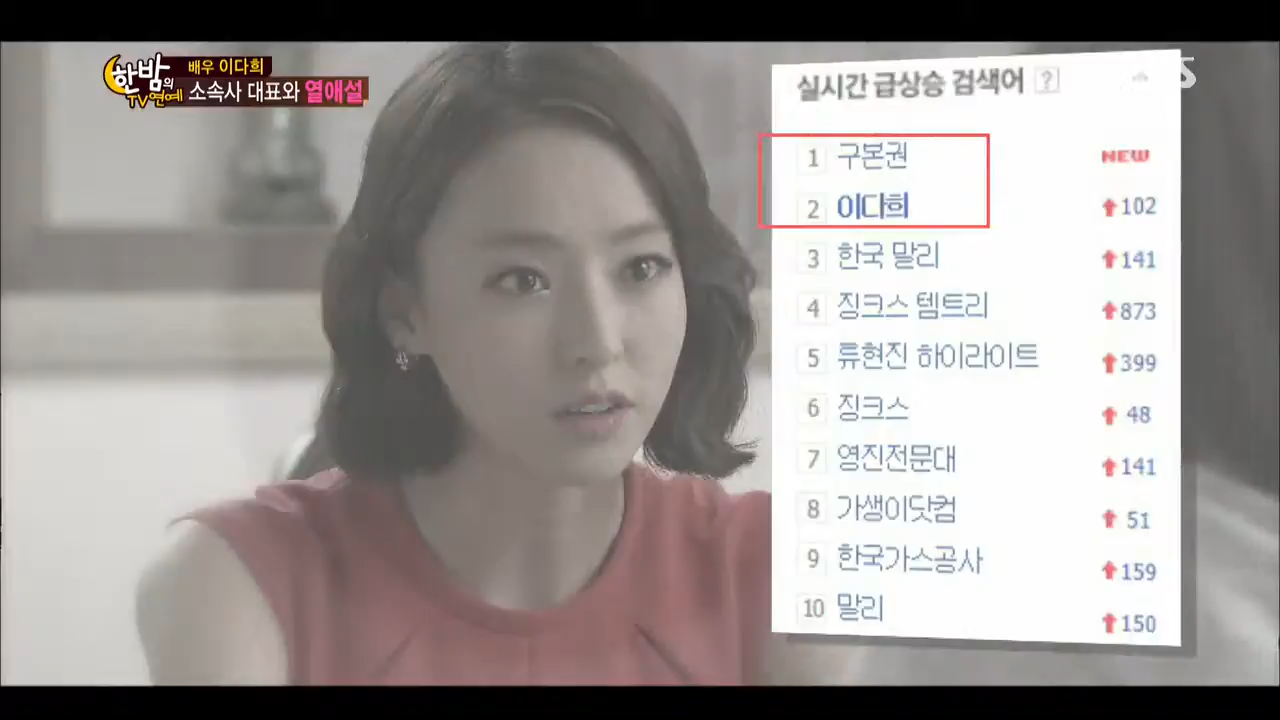 한밤의
TV연예
배우 이다희
소속사 대표와 열애설
실시간 급상승 검색어 ?
1 구본권 NEW
2 이다희 102
3 한국 말리 141
4 징크스 템트리 873
5 류현진 하이라이트 399
6 징크스 48
7 영진전문대 141
8 가생이닷컴 51
9 한국가스공사 159
10 말리 150